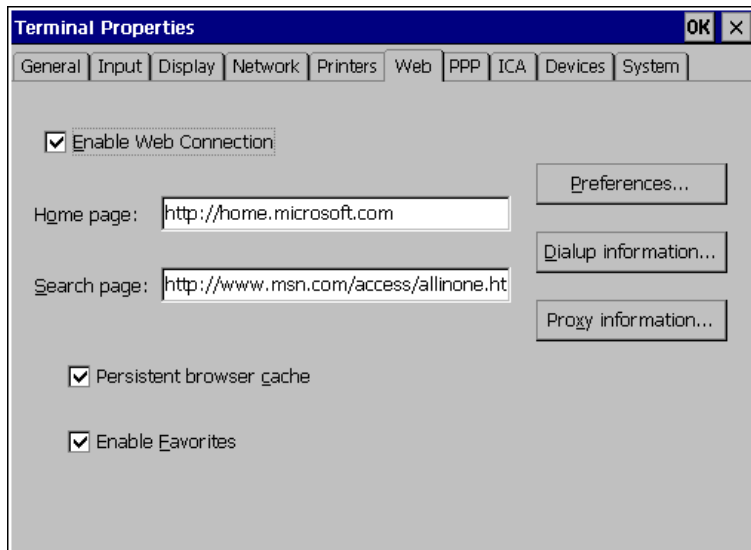 Terminal Properties OK ×
General Input Display Network Printers Web PPP ICA Devices System
Enable Web Connection
Preferences...
Home page: http://home.microsoft.com
Dialup information...
Search page: http://www.msn.com/access/allinone.ht
Proxy information...
Persistent browser cache
Enable Favorites